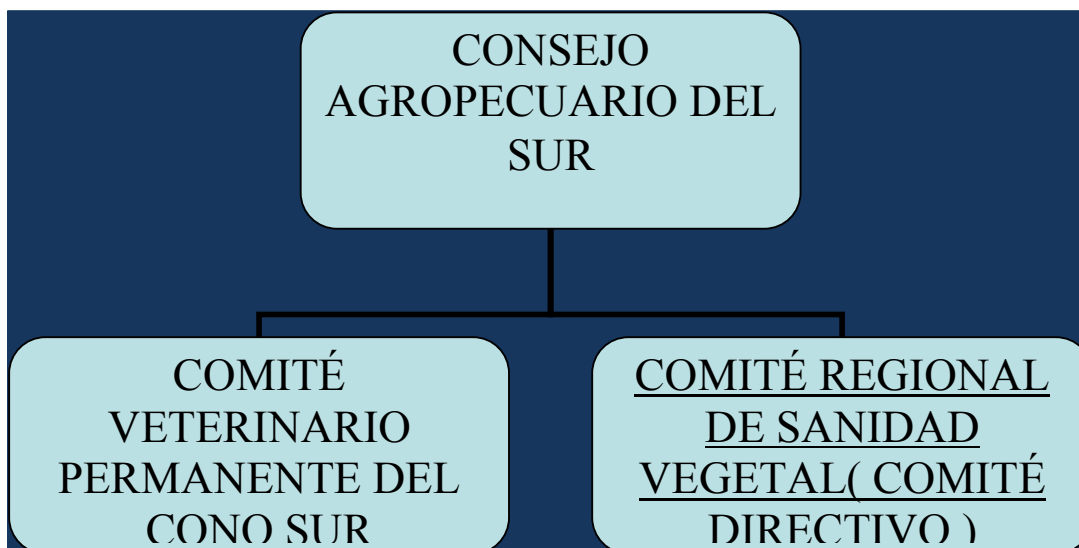 CONSEJO
AGROPECUARIO DEL
SUR
COMITÉ
VETERINARIO
PERMANENTE DEL
CONO SUR
COMITÉ REGIONAL
DE SANIDAD
VEGETAL( COMITÉ
DIRECTIVO )